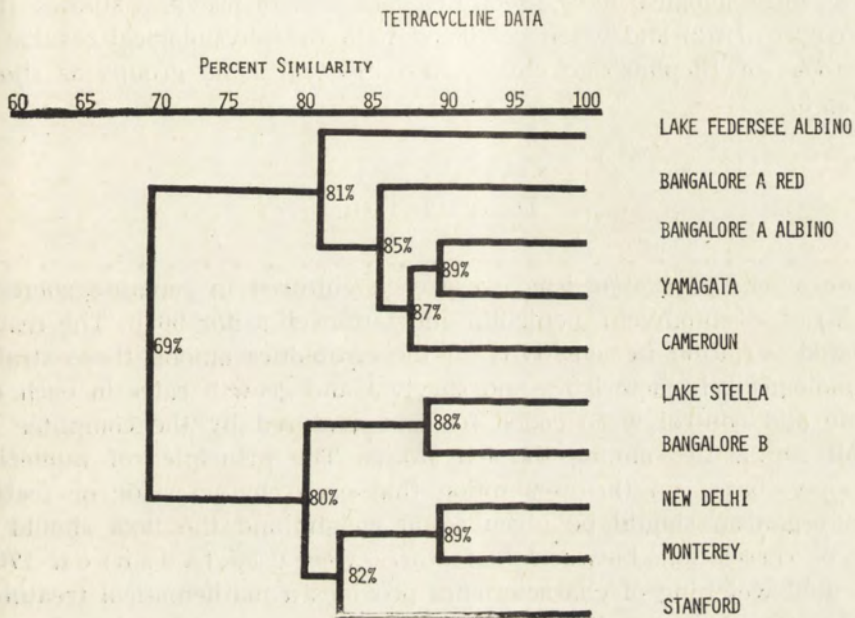 TETRACYCLINE DATA
PERCENT SIMILARITY
60 65 70 75 80 85 90 95 100
LAKE FEDERSEE ALBINO
81%
BANGALORE A RED
85%
BANGALORE A ALBINO
89%
YAMAGATA
87%
CAMEROUN
69%
LAKE STELLA
88%
BANGALORE B
80%
NEW DELHI
89%
MONTEREY
82%
STANFORD